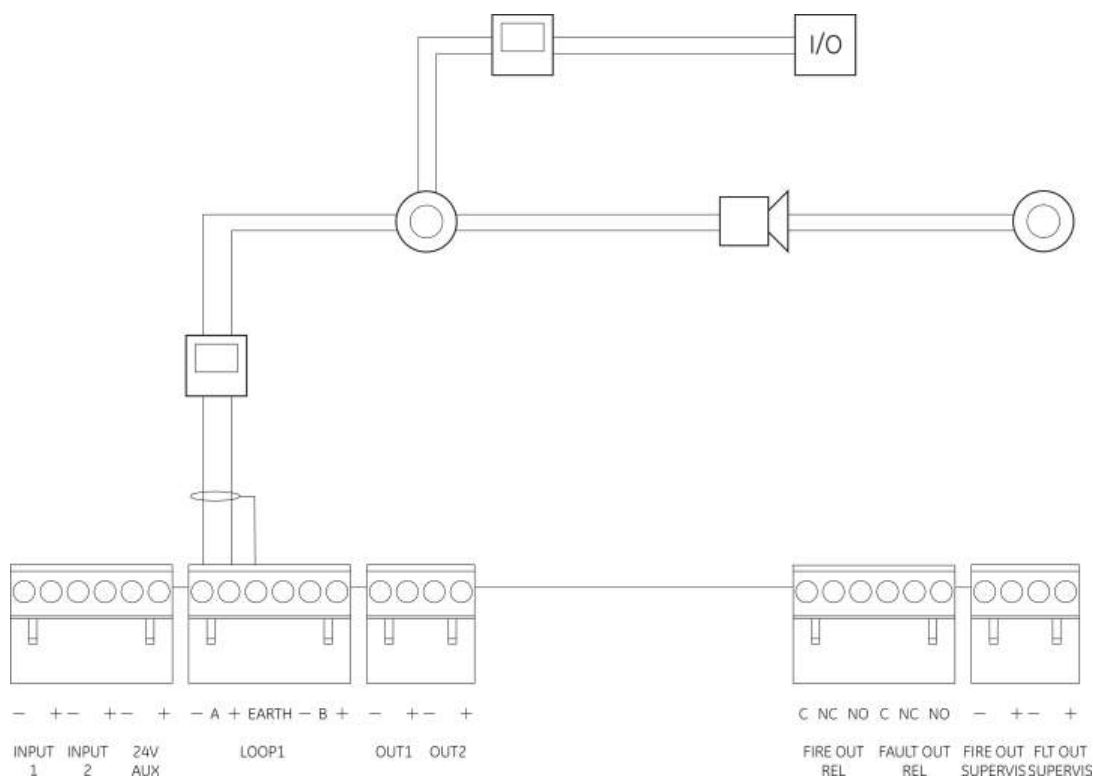 I/O
− + − + − + − A + EARTH − B + − + − + C NC NO C NC NO − + − +
INPUT INPUT 24V LOOP1 OUT1 OUT2 FIRE OUT FAULT OUT FIRE OUT FLT OUT
1 2 AUX REL REL SUPERVIS SUPERVIS